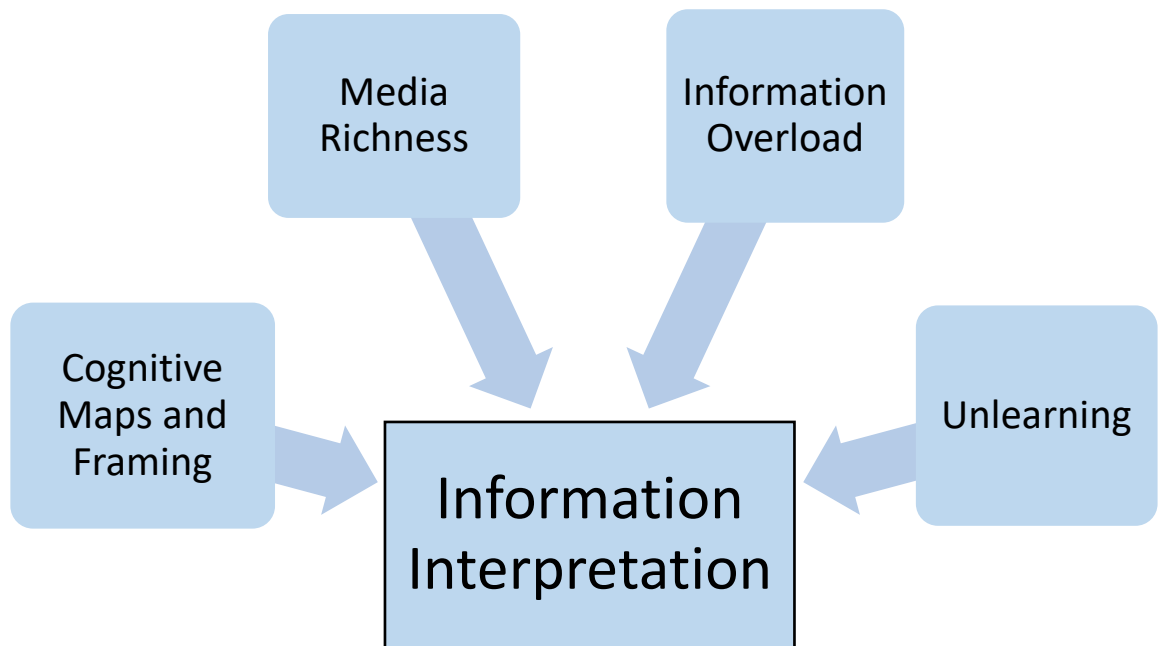 Media
Richness
Information
Overload
Cognitive
Maps and
Framing
Unlearning
Information
Interpretation